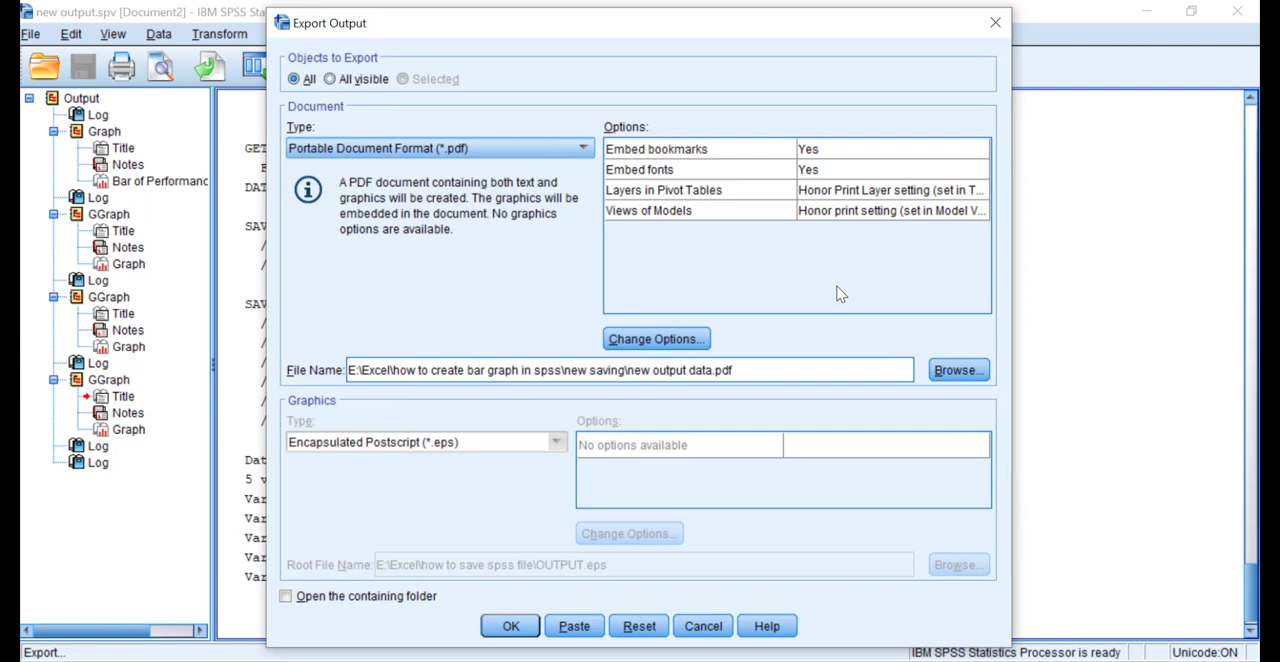 new output.spv [Document2] - IBM SPSS Sta
Export Output
File Edit View Data Transform
Objects to Export
All All visible Selected
Document
Type:
Portable Document Format (*.pdf)
A PDF document containing both text and
graphics will be created. The graphics will be
embedded in the document. No graphics
options are available.
Options:
Embed bookmarks Yes
Embed fonts Yes
Layers in Pivot Tables Honor Print Layer setting (set in T...
Views of Models Honor print setting (set in Model V...
Change Options...
File Name: E:\Excel\how to create bar graph in spss\new saving\new output data.pdf Browse...
Graphics
Type:
Encapsulated Postscript (*.eps)
Options:
No options available
Change Options...
Root File Name: E:\Excel\how to save spss file\OUTPUT.eps Browse...
Open the containing folder
OK Paste Reset Cancel Help
Output
Log
Graph
Title
Notes
Bar of Performanc
Log
GGraph
Title
Notes
Graph
Log
GGraph
Title
Notes
Graph
Log
GGraph
Title
Notes
Graph
Log
Log
GET
DAT
SAV
/
/
SAV
/
/
/
/
/
/
Dat
5 v
Var
Var
Var
Var
Var
Export... IBM SPSS Statistics Processor is ready Unicode:ON